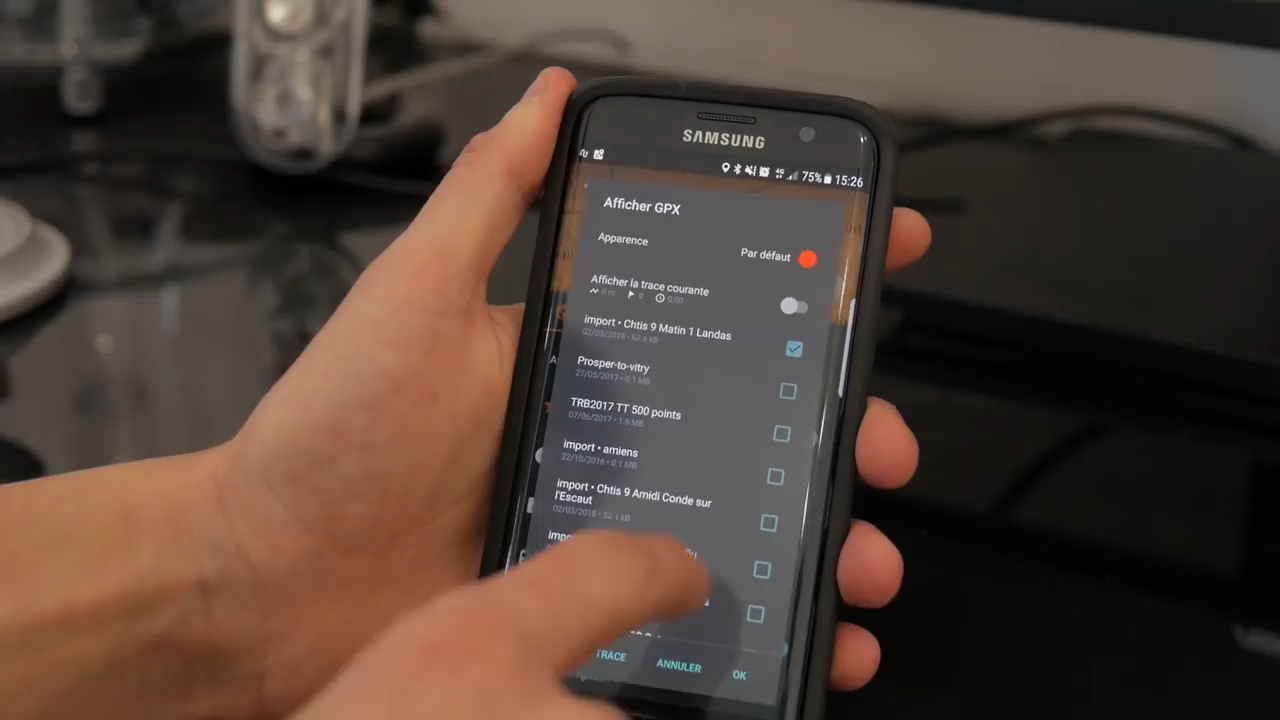 SAMSUNG
75% 15:26
Afficher GPX
Apparence
Par défaut
Afficher la trace courante
0 m 0 0:00
import • Chtis 9 Matin 1 Landas
02/03/2018 • 62.6 kB
Prosper-to-vitry
27/05/2017 • 0.1 MB
TRB2017 TT 500 points
07/06/2017 • 1.6 MB
import • amiens
22/10/2016 • 0.1 MB
import • Chtis 9 Amidi Conde sur
l'Escaut
02/03/2018 • 52.1 kB
TRACE
ANNULER
OK